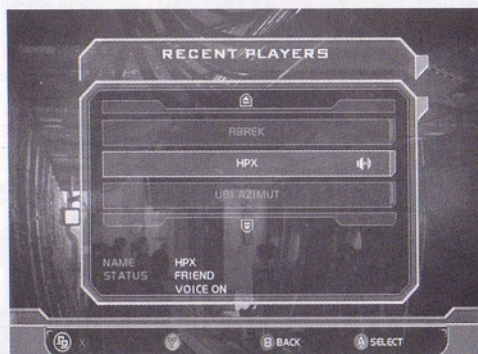 RECENT PLAYERS
RBREK
HPX
UBI AZIMUT
NAME HPX
STATUS FRIEND
VOICE ON
X Y B BACK A SELECT